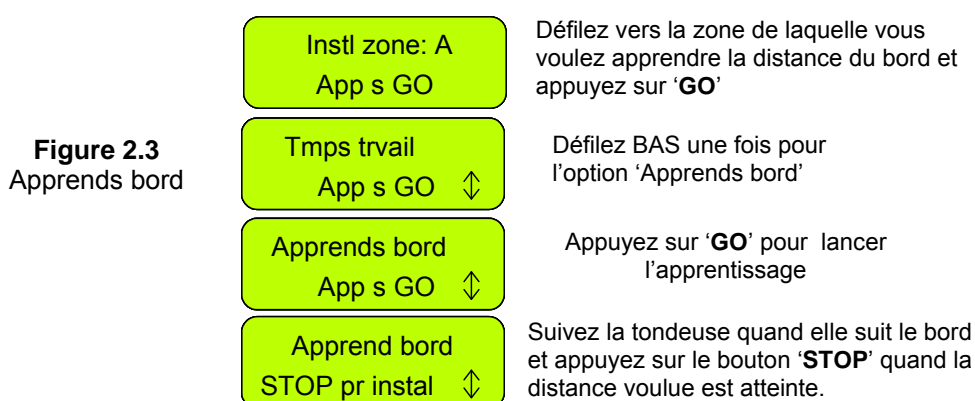 Figure 2.3
Apprends bord
Instl zone: A
App s GO
Défilez vers la zone de laquelle vous
voulez apprendre la distance du bord et
appuyez sur ‘GO’
Tmps trvail
App s GO ↕
Défilez BAS une fois pour
l’option ‘Apprends bord’
Apprends bord
App s GO ↕
Appuyez sur ‘GO’ pour lancer
l’apprentissage
Apprend bord
STOP pr instal ↕
Suivez la tondeuse quand elle suit le bord
et appuyez sur le bouton ‘STOP’ quand la
distance voulue est atteinte.